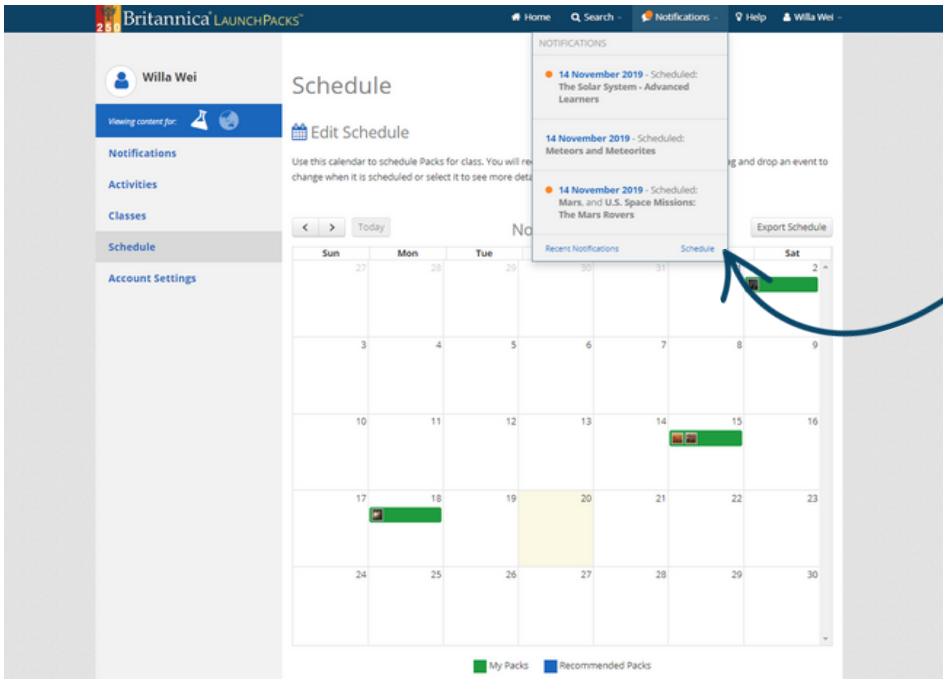 250
Britannica® LAUNCHPACKS™
Home Search Notifications Help Willa Wei
Willa Wei
Viewing content for:
Notifications
Activities
Classes
Schedule
Account Settings
Schedule
Edit Schedule
Use this calendar to schedule Packs for class. You will
ag and drop an event to
change when it is scheduled or select it to see more
NOTIFICATIONS
14 November 2019 - Scheduled:
The Solar System - Advanced
Learners
14 November 2019 - Scheduled:
Meteors and Meteorites
14 November 2019 - Scheduled:
Mars, and U.S. Space Missions:
The Mars Rovers
Recent Notifications Schedule
< > Today
No
Export Schedule
Sun Mon Tue Sat
27 28 29 30 31 2
3 4 5 6 7 8 9
10 11 12 13 14 15 16
17 18 19 20 21 22 23
24 25 26 27 28 29 30
My Packs Recommended Packs